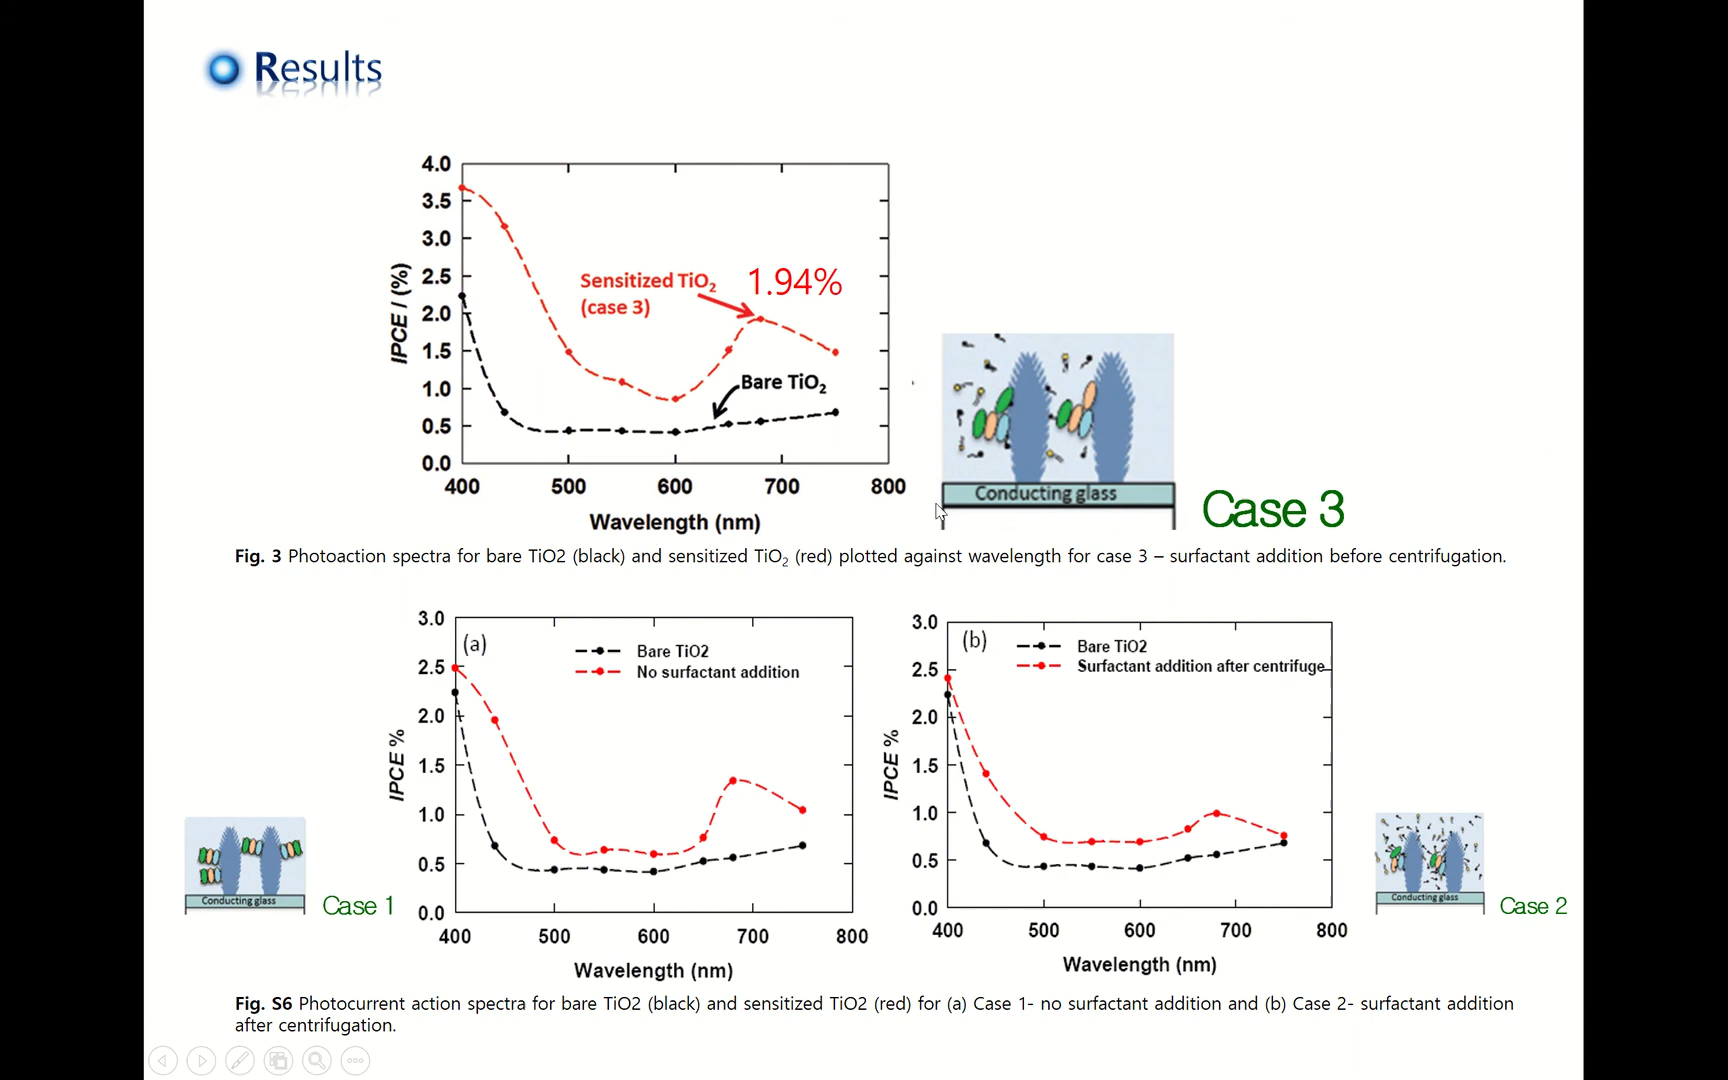 Results
4.0
3.5
3.0
2.5
2.0
1.5
1.0
0.5
0.0
IPCE / (%)
Sensitized TiO₂
(case 3)
1.94%
Bare TiO₂
400 500 600 700 800
Wavelength (nm)
Conducting glass
Case 3
Fig. 3 Photoaction spectra for bare TiO2 (black) and sensitized TiO₂ (red) plotted against wavelength for case 3 – surfactant addition before centrifugation.
3.0
2.5
2.0
1.5
1.0
0.5
0.0
IPCE %
(a)
Bare TiO2
No surfactant addition
400 500 600 700 800
Wavelength (nm)
Conducting glass
Case 1
3.0
2.5
2.0
1.5
1.0
0.5
0.0
IPCE %
(b)
Bare TiO2
Surfactant addition after centrifuge
400 500 600 700 800
Wavelength (nm)
Conducting glass
Case 2
Fig. S6 Photocurrent action spectra for bare TiO2 (black) and sensitized TiO2 (red) for (a) Case 1- no surfactant addition and (b) Case 2- surfactant addition
after centrifugation.